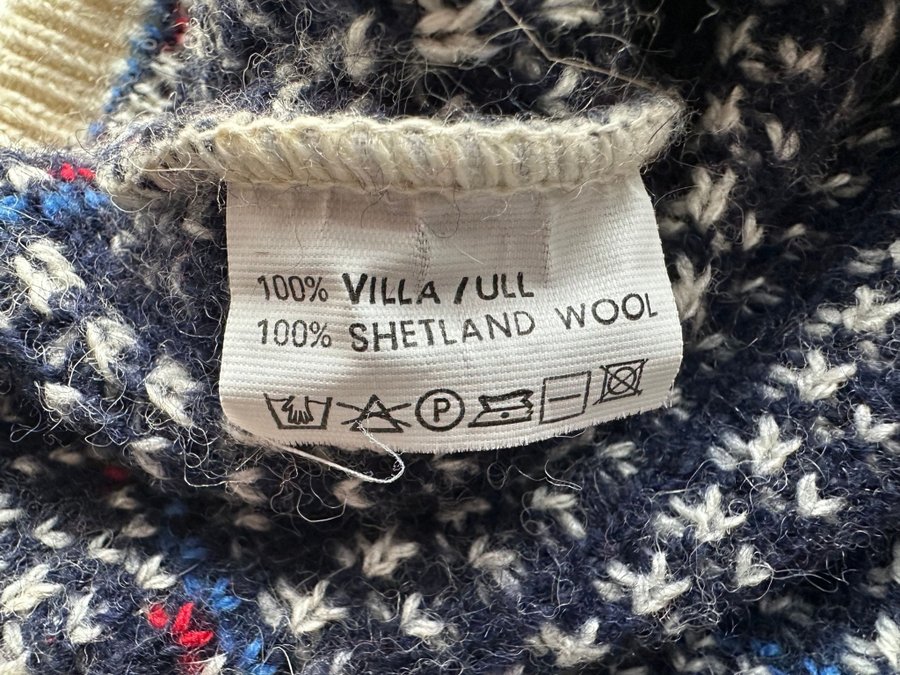 100% VILLA / ULL
100% SHETLAND WOOL
P